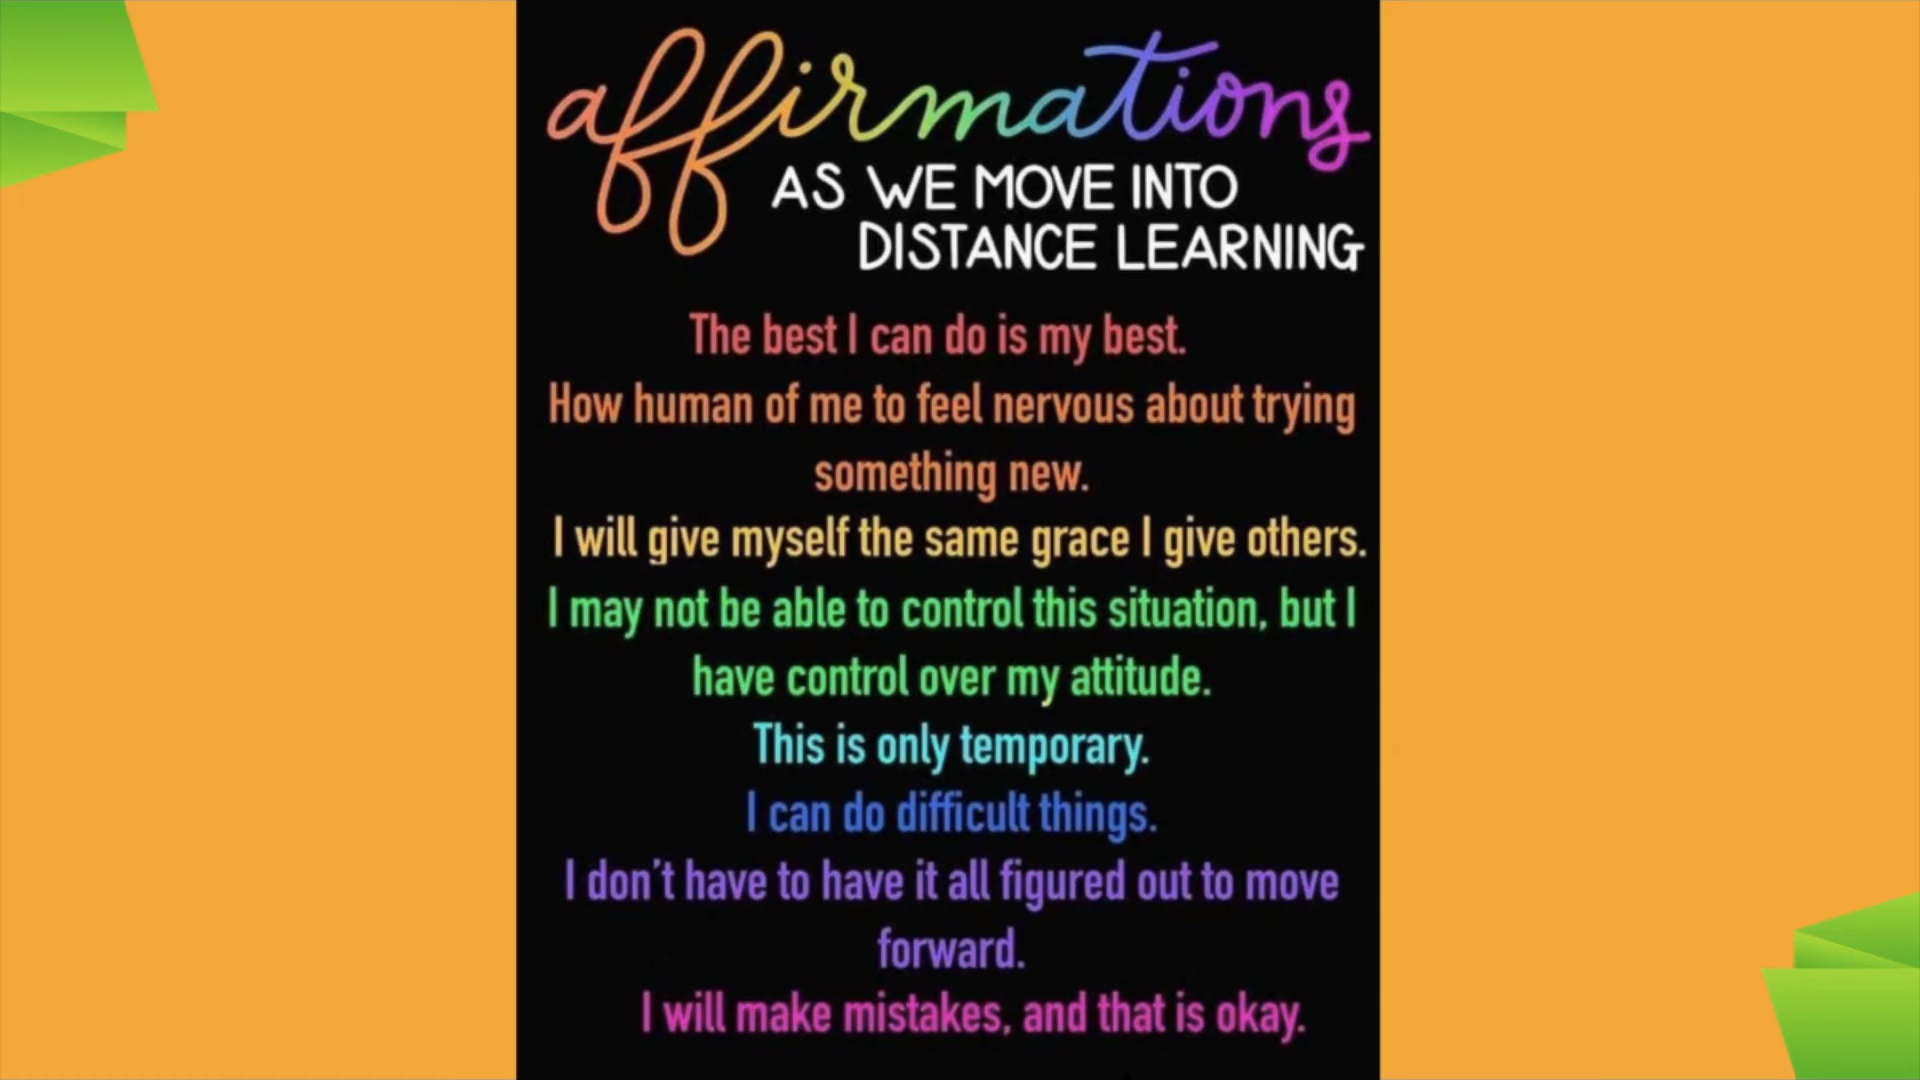 affirmations
AS WE MOVE INTO
DISTANCE LEARNING
The best I can do is my best.
How human of me to feel nervous about trying
something new.
I will give myself the same grace I give others.
I may not be able to control this situation, but I
have control over my attitude.
This is only temporary.
I can do difficult things.
I don't have to have it all figured out to move
forward.
I will make mistakes, and that is okay.